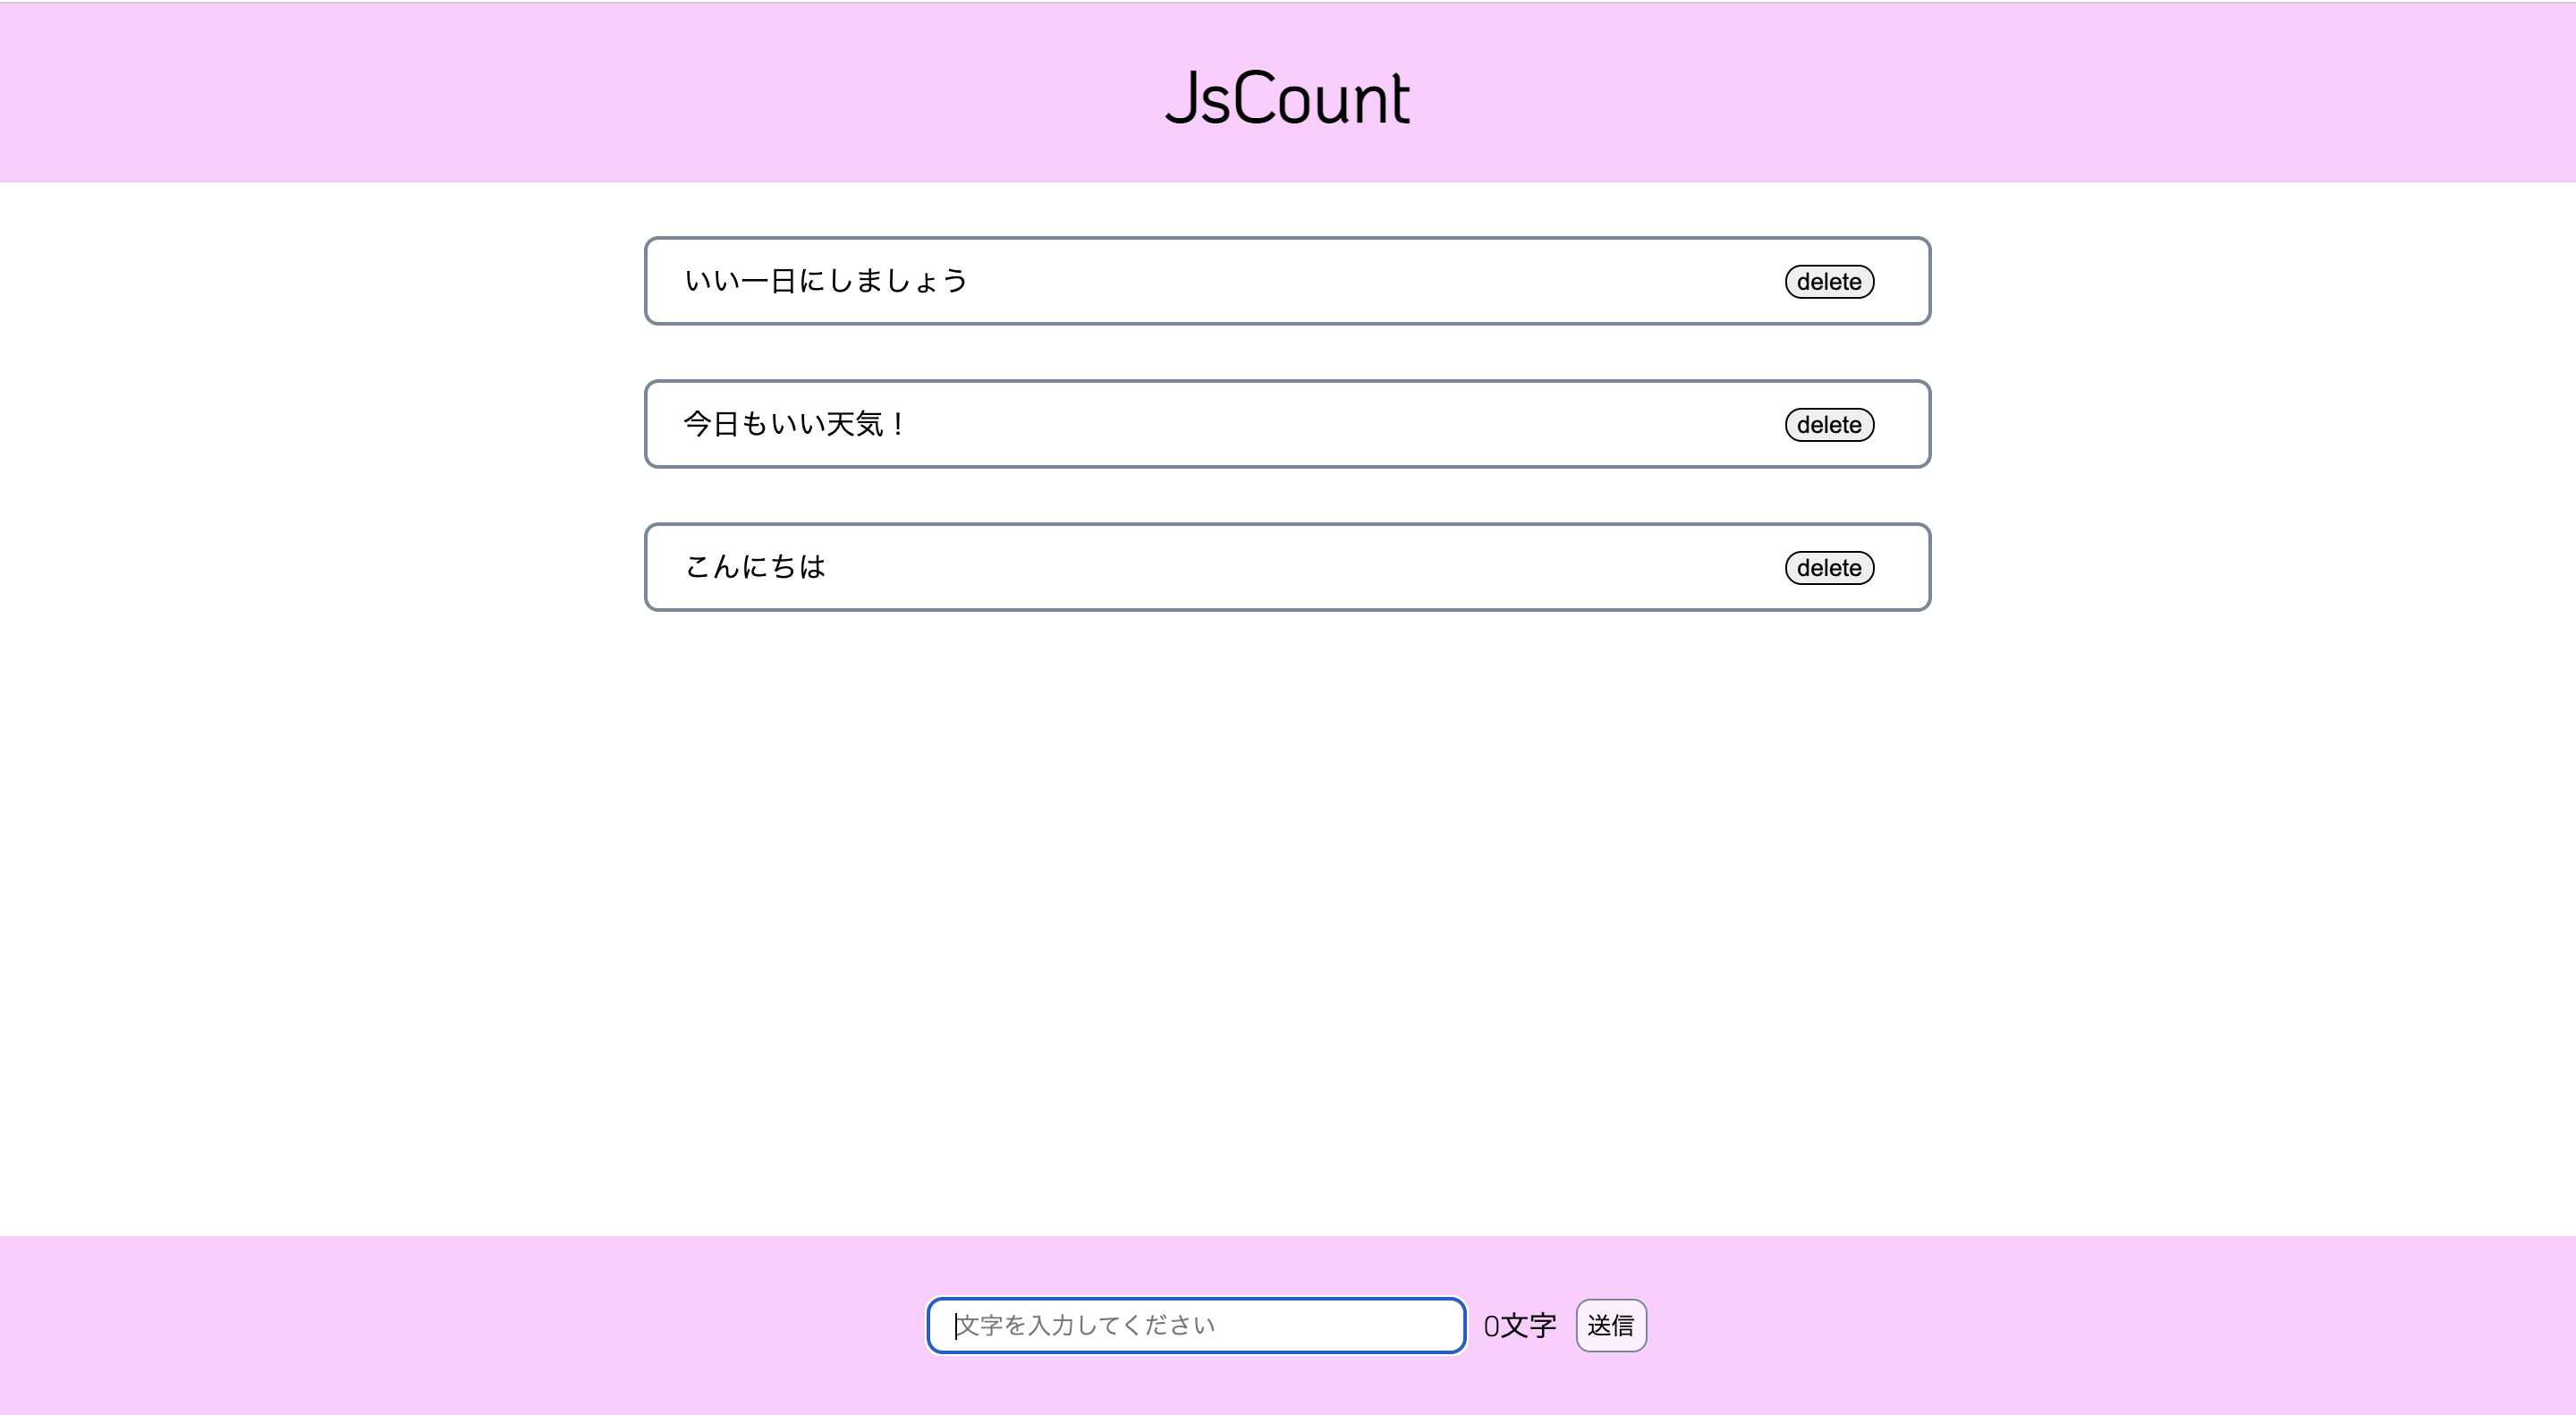 JsCount
いい一日にしましょう delete
今日もいい天気！ delete
こんにちは delete
文字を入力してください 0文字 送信